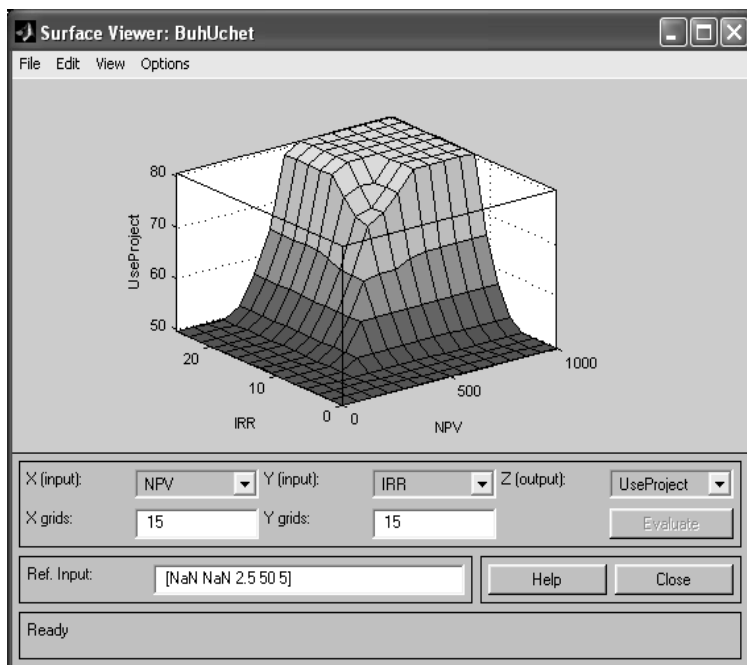 Surface Viewer: BuhUchet
File Edit View Options
80
70
60
50
UseProject
20
10
0
IRR
0
500
1000
NPV
X (input): NPV Y (input): IRR Z (output): UseProject
X grids: 15 Y grids: 15 Evaluate
Ref. Input: [NaN NaN 2.5 50 5] Help Close
Ready